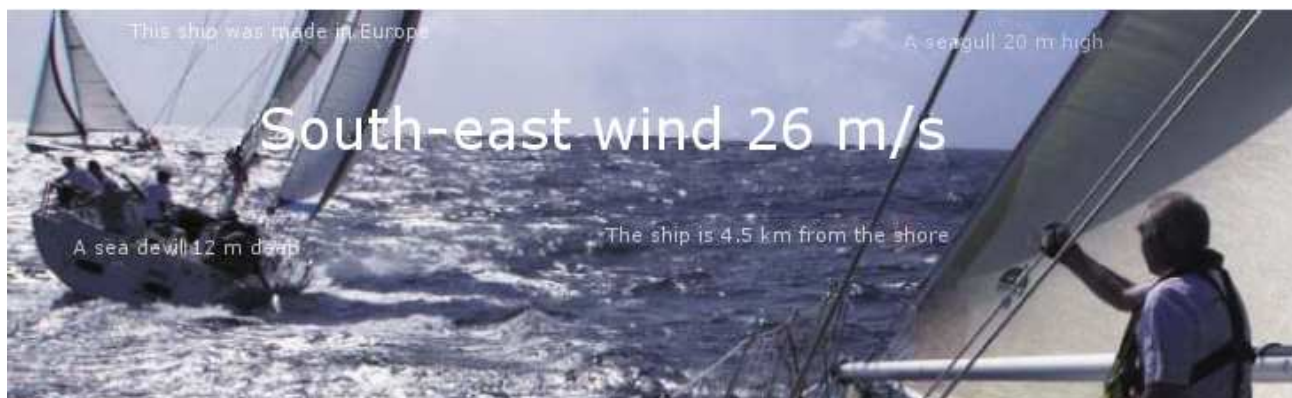 This ship was made in Europe
A seagull 20 m high
South-east wind 26 m/s
The ship is 4.5 km from the shore
A sea devil 12 m deep